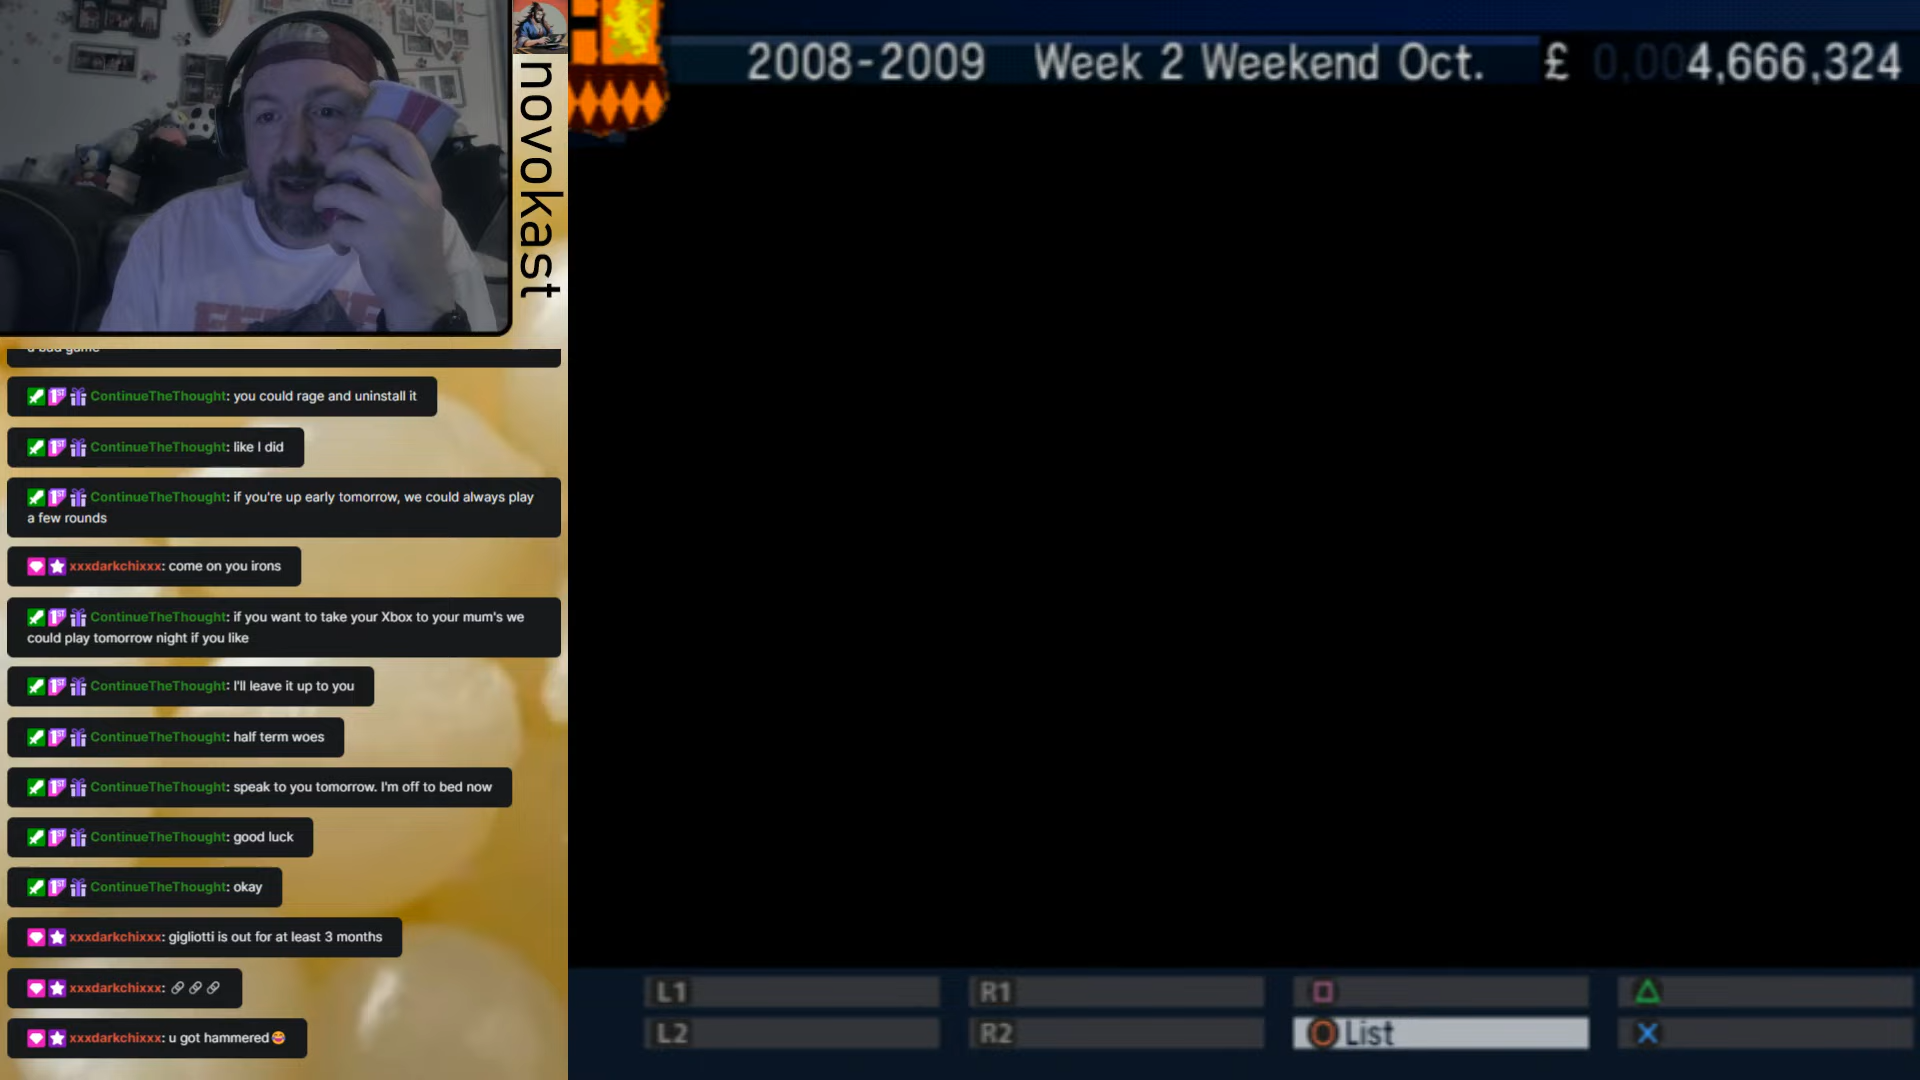 novokast
2008-2009 Week 2 Weekend Oct. £ 0,004,666,324
ContinueTheThought: you could rage and uninstall it
ContinueTheThought: like I did
ContinueTheThought: if you're up early tomorrow, we could always play
a few rounds
xxxdarkchixxx: come on you irons
ContinueTheThought: if you want to take your Xbox to your mum's we
could play tomorrow night if you like
ContinueTheThought: I'll leave it up to you
ContinueTheThought: half term woes
ContinueTheThought: speak to you tomorrow. I'm off to bed now
ContinueTheThought: good luck
ContinueTheThought: okay
xxxdarkchixxx: gigliotti is out for at least 3 months
xxxdarkchixxx: 🔗 🔗 🔗
xxxdarkchixxx: u got hammered😂
L1 R1
L2 R2 List